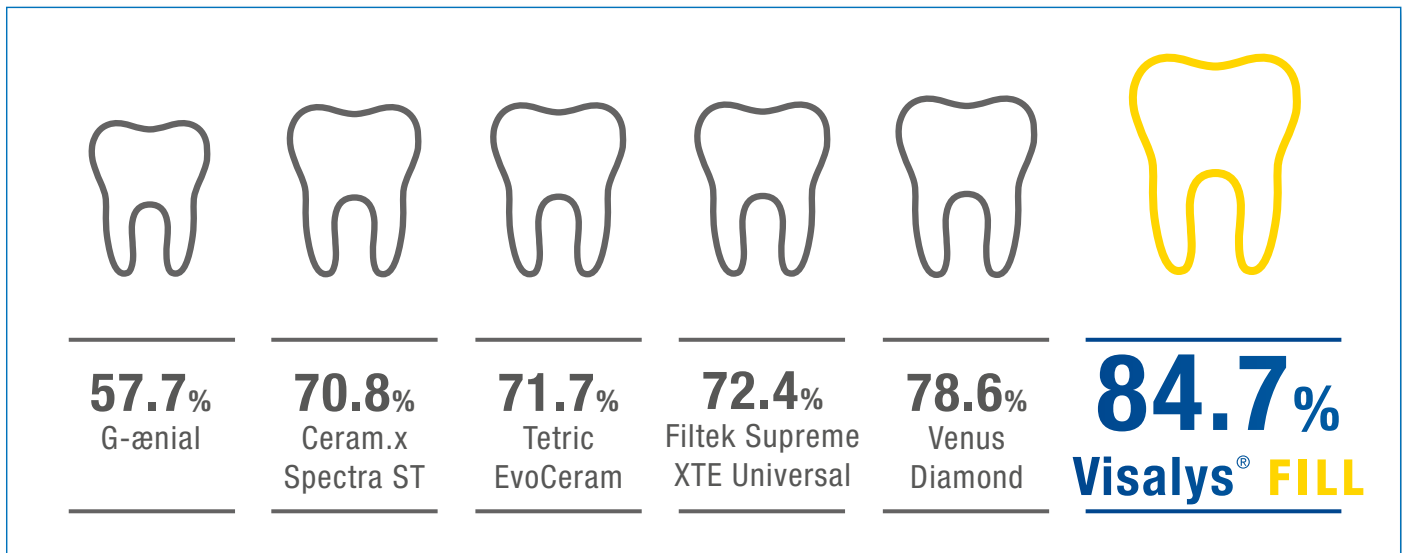 57.7%
G-ænial
70.8%
Ceram.x
Spectra ST
71.7%
Tetric
EvoCeram
72.4%
Filtek Supreme
XTE Universal
78.6%
Venus
Diamond
84.7%
Visalys® FILL